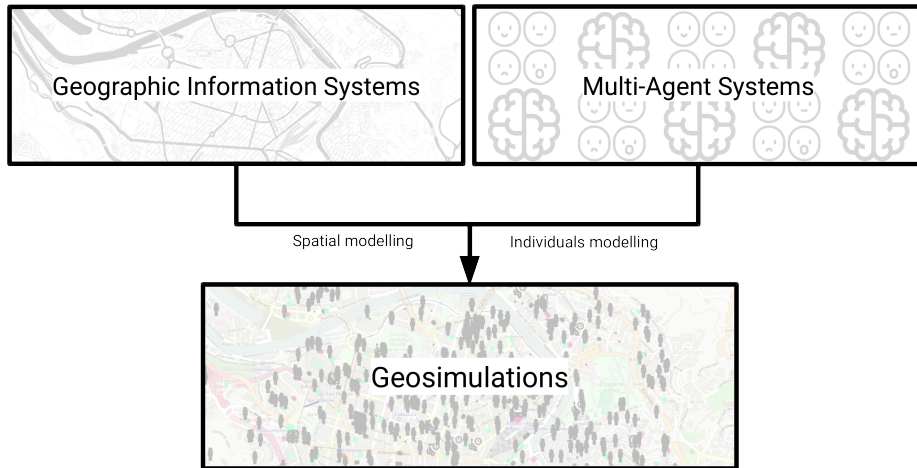 Geographic Information Systems
Multi-Agent Systems
Spatial modelling
Individuals modelling
Geosimulations